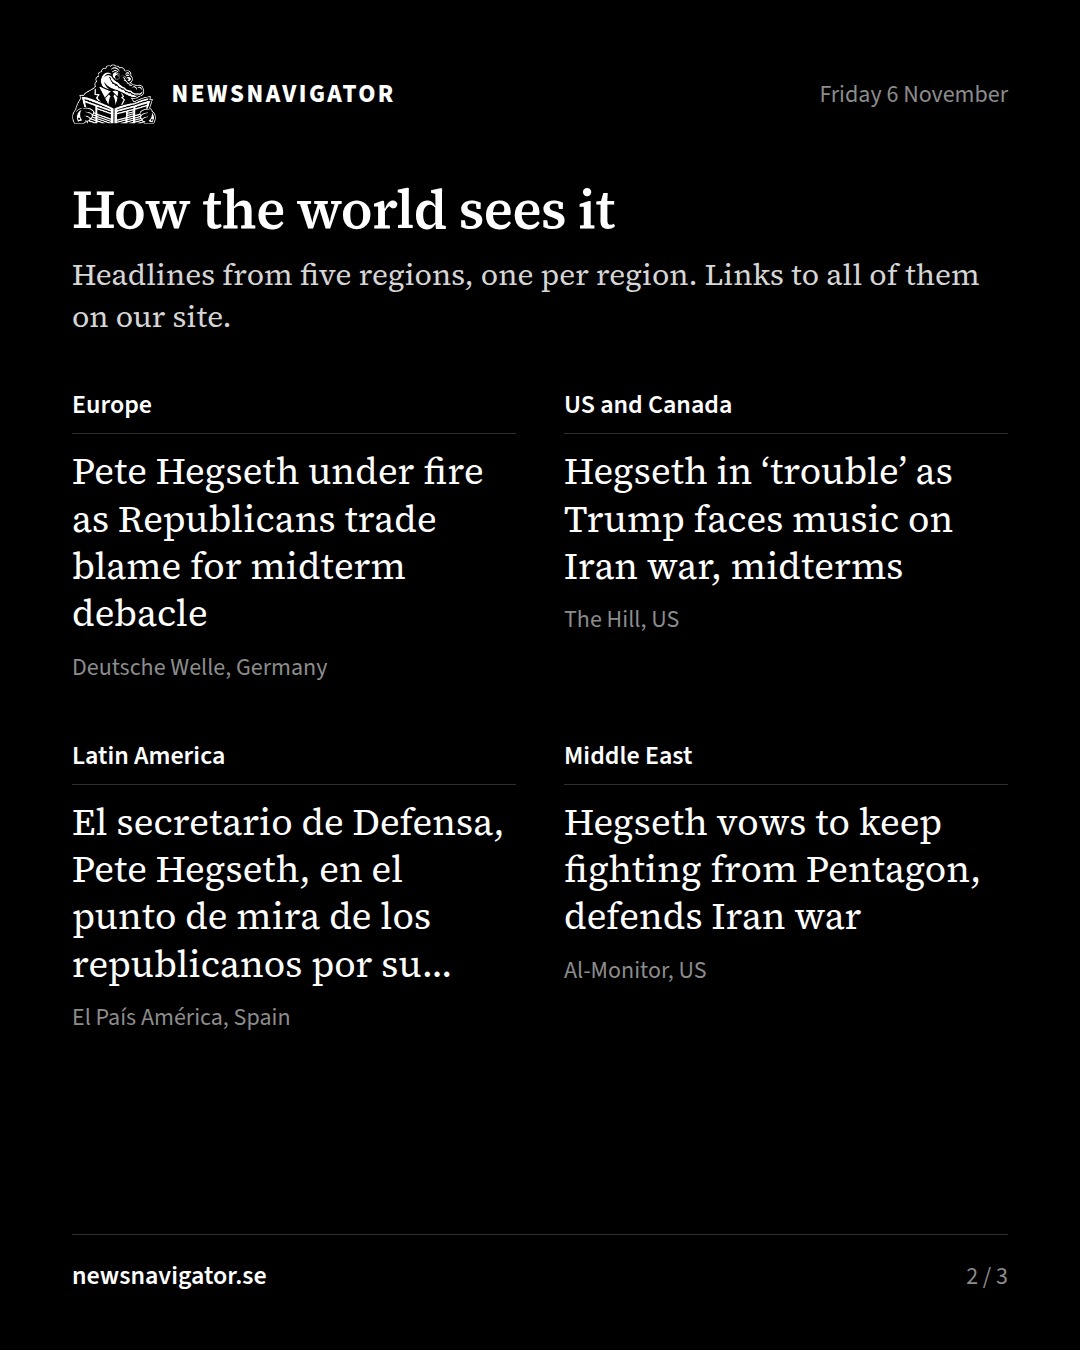 NEWSNAVIGATOR
Friday 6 November
How the world sees it
Headlines from five regions, one per region. Links to all of them
on our site.
Europe
Pete Hegseth under fire
as Republicans trade
blame for midterm
debacle
Deutsche Welle, Germany
US and Canada
Hegseth in ‘trouble’ as
Trump faces music on
Iran war, midterms
The Hill, US
Latin America
El secretario de Defensa,
Pete Hegseth, en el
punto de mira de los
republicanos por su...
El País América, Spain
Middle East
Hegseth vows to keep
fighting from Pentagon,
defends Iran war
Al-Monitor, US
newsnavigator.se
2 / 3